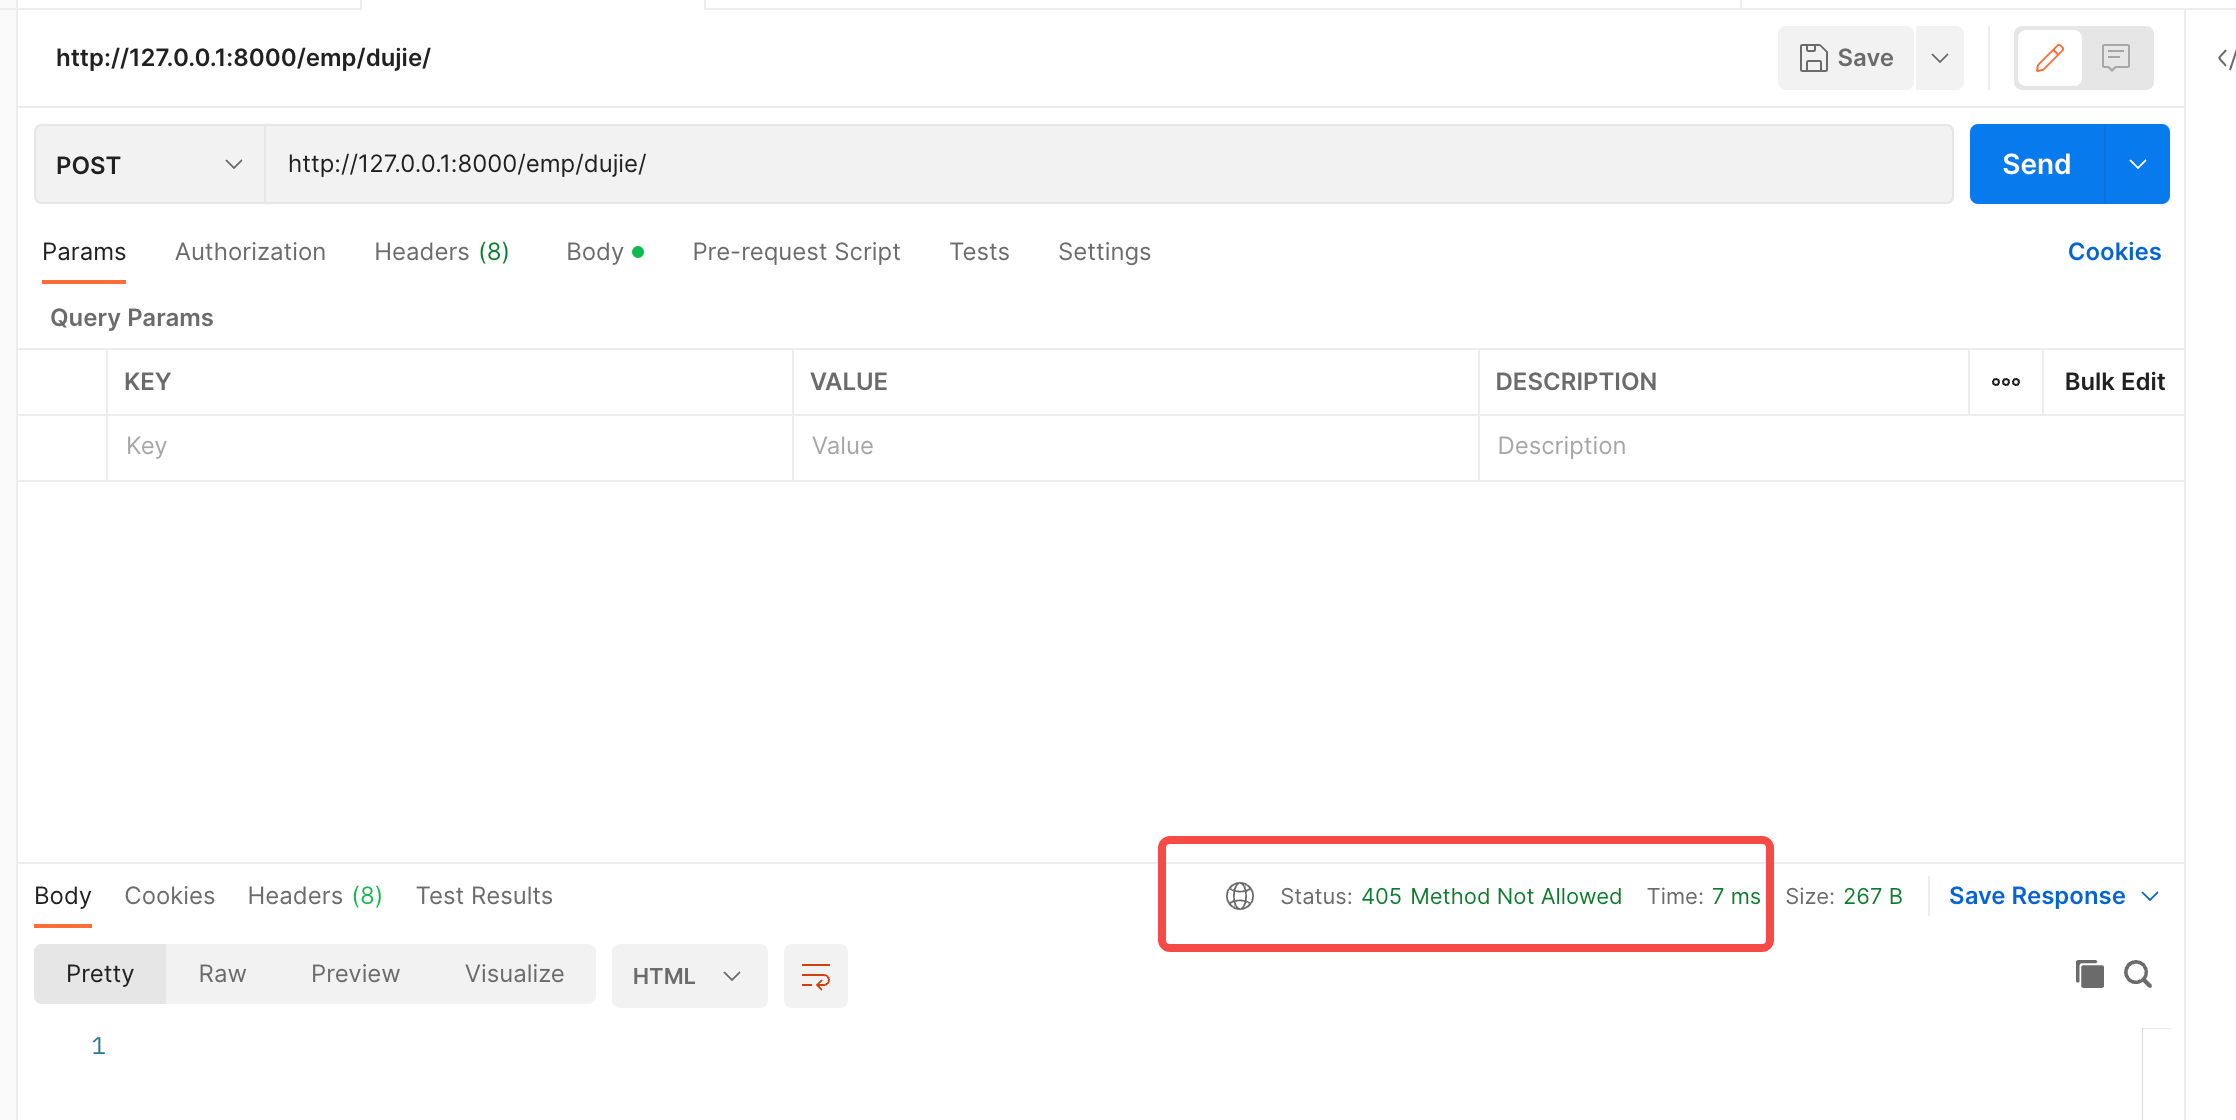 http://127.0.0.1:8000/emp/dujie/
Save
POST
http://127.0.0.1:8000/emp/dujie/
Send
Params Authorization Headers (8) Body Pre-request Script Tests Settings Cookies
Query Params
KEY VALUE DESCRIPTION Bulk Edit
Key Value Description
Body Cookies Headers (8) Test Results Status: 405 Method Not Allowed Time: 7 ms Size: 267 B Save Response
Pretty Raw Preview Visualize HTML
1